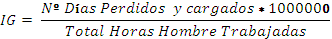 IG = Nº Días Perdidos y cargados * 1000000
Total Horas Hombre Trabajadas